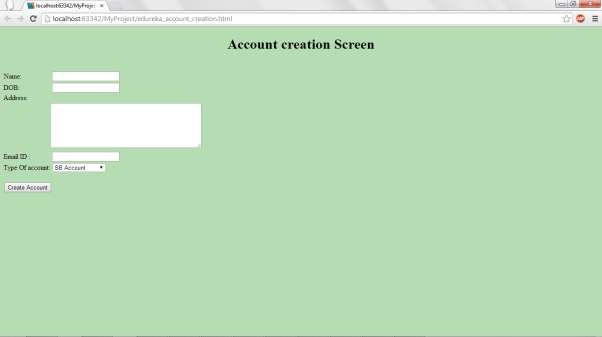 localhost:63342/MyProje
localhost:63342/MyProject/edureka_account_creation.html
Account creation Screen
Name:
DOB:
Address:
Email ID :
Type Of account: SB Account
Create Account